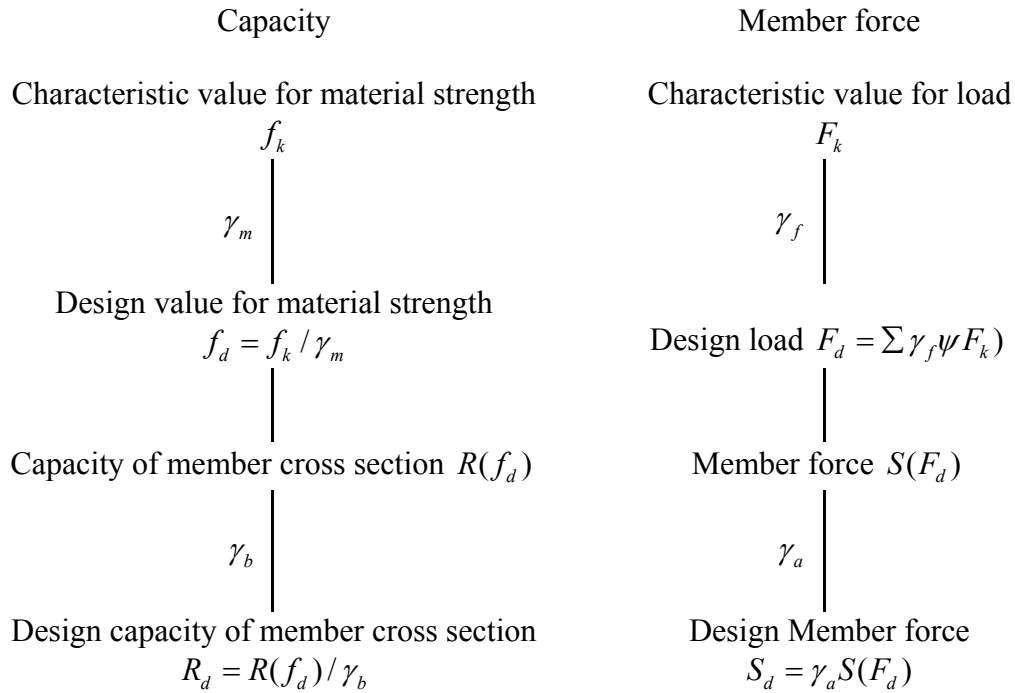 Capacity
Characteristic value for material strength
f_k
γ_m
Design value for material strength
f_d = f_k / γ_m
Capacity of member cross section R(f_d)
γ_b
Design capacity of member cross section
R_d = R(f_d) / γ_b
Member force
Characteristic value for load
F_k
γ_f
Design load F_d = ∑ γ_f ψ F_k)
Member force S(F_d)
γ_a
Design Member force
S_d = γ_a S(F_d)